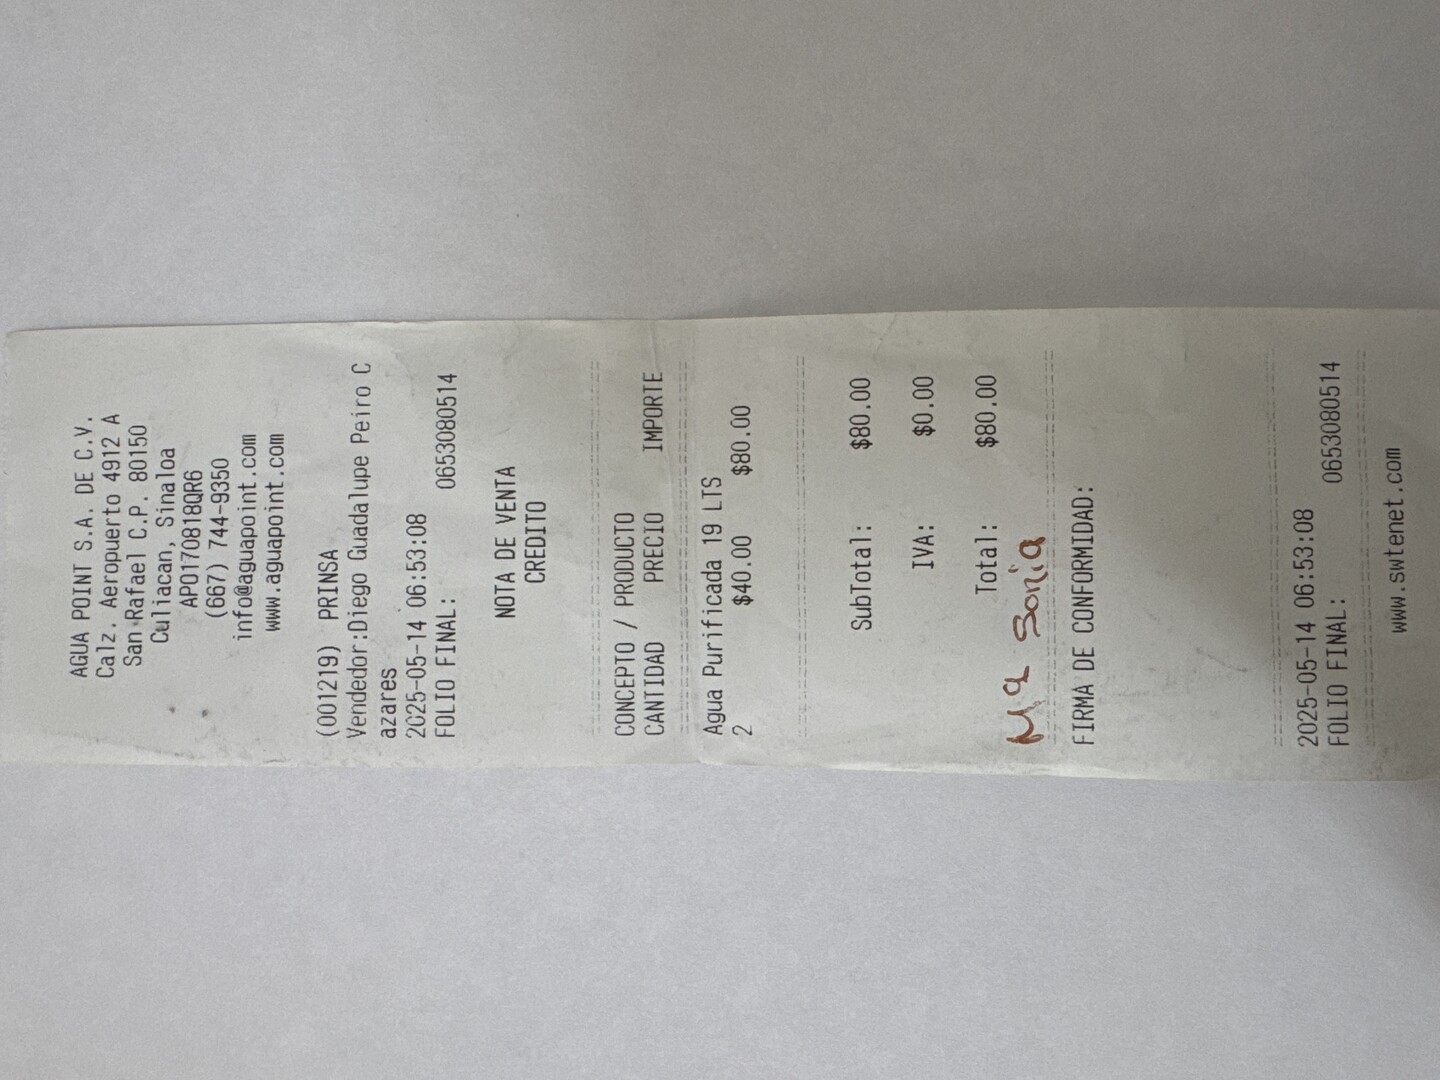 AGUA POINT S.A. DE C.V.
Calz. Aeropuerto 4912 A
San Rafael C.P. 80150
Culiacan, Sinaloa
APO170818QR6
(667) 744-9350
info@aguapoint.com
www.aguapoint.com
(001219) PRINSA
Vendedor:Diego Guadalupe Peiro C
azares
2025-05-14 06:53:08
FOLIO FINAL: 0653080514
NOTA DE VENTA
CREDITO
CONCEPTO / PRODUCTO
CANTIDAD PRECIO IMPORTE
Agua Purificada 19 LTS
2 $40.00 $80.00
SubTotal: $80.00
IVA: $0.00
Total: $80.00
Ma Sonia
FIRMA DE CONFORMIDAD:
2025-05-14 06:53:08
FOLIO FINAL: 0653080514
www.swtenet.com